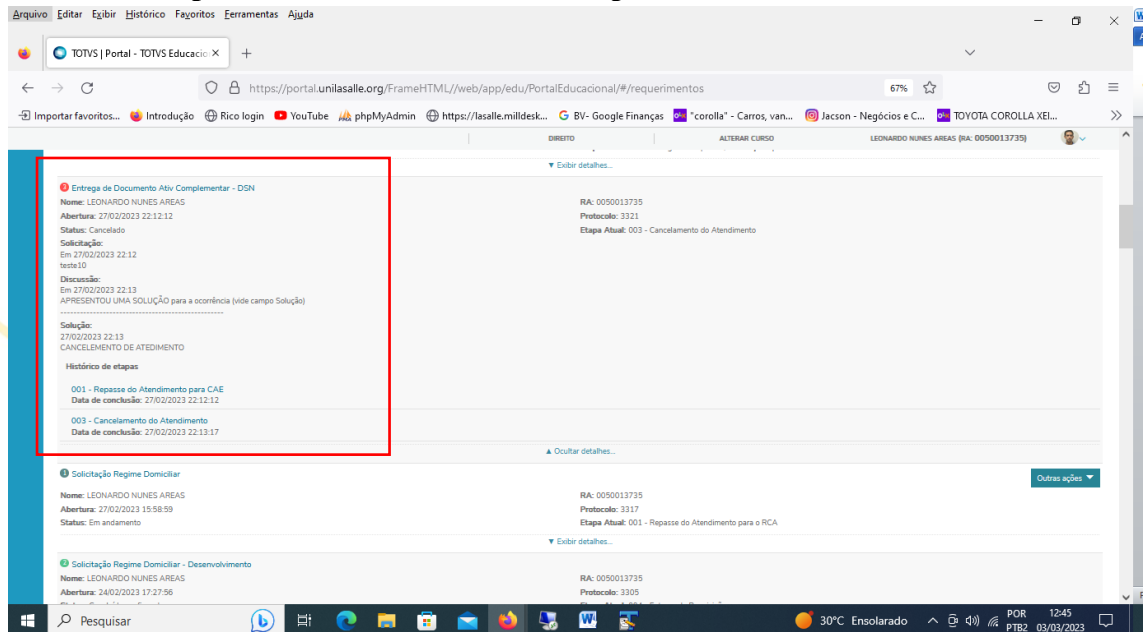 Arquivo Editar Exibir Histórico Favoritos Ferramentas Ajuda
TOTVS | Portal - TOTVS Educacio
https://portal.unilasalle.org/FrameHTML//web/app/edu/PortalEducacional/#/requerimentos
67%
Importar favoritos... Introdução Rico login YouTube phpMyAdmin https://lasalle.milldesk... BV- Google Finanças "corolla" - Carros, van... Jacson - Negócios e C... TOYOTA COROLLA XEI...
DIREITO ALTERAR CURSO LEONARDO NUNES AREAS (RA: 0050013735)
▼ Exibir detalhes...
Entrega de Documento Ativ Complementar - DSN
Nome: LEONARDO NUNES AREAS RA: 0050013735
Abertura: 27/02/2023 22:12:12 Protocolo: 3321
Status: Cancelado Etapa Atual: 003 - Cancelamento do Atendimento
Solicitação:
Em 27/02/2023 22:12
teste10
Discussão:
Em 27/02/2023 22:13
APRESENTOU UMA SOLUÇÃO para a ocorrência (vide campo Solução)
--------------------------------------------------
Solução:
27/02/2023 22:13
CANCELEMENTO DE ATEDIMENTO
Histórico de etapas
001 - Repasse do Atendimento para CAE
Data de conclusão: 27/02/2023 22:12:12
003 - Cancelamento do Atendimento
Data de conclusão: 27/02/2023 22:13:17
▲ Ocultar detalhes...
1 Solicitação Regime Domiciliar Outras ações ▼
Nome: LEONARDO NUNES AREAS RA: 0050013735
Abertura: 27/02/2023 15:58:59 Protocolo: 3317
Status: Em andamento Etapa Atual: 001 - Repasse do Atendimento para o RCA
▼ Exibir detalhes...
Solicitação Regime Domiciliar - Desenvolvimento
Nome: LEONARDO NUNES AREAS RA: 0050013735
Abertura: 24/02/2023 17:27:56 Protocolo: 3305
Pesquisar 30°C Ensolarado POR 12:45
PTB2 03/03/2023